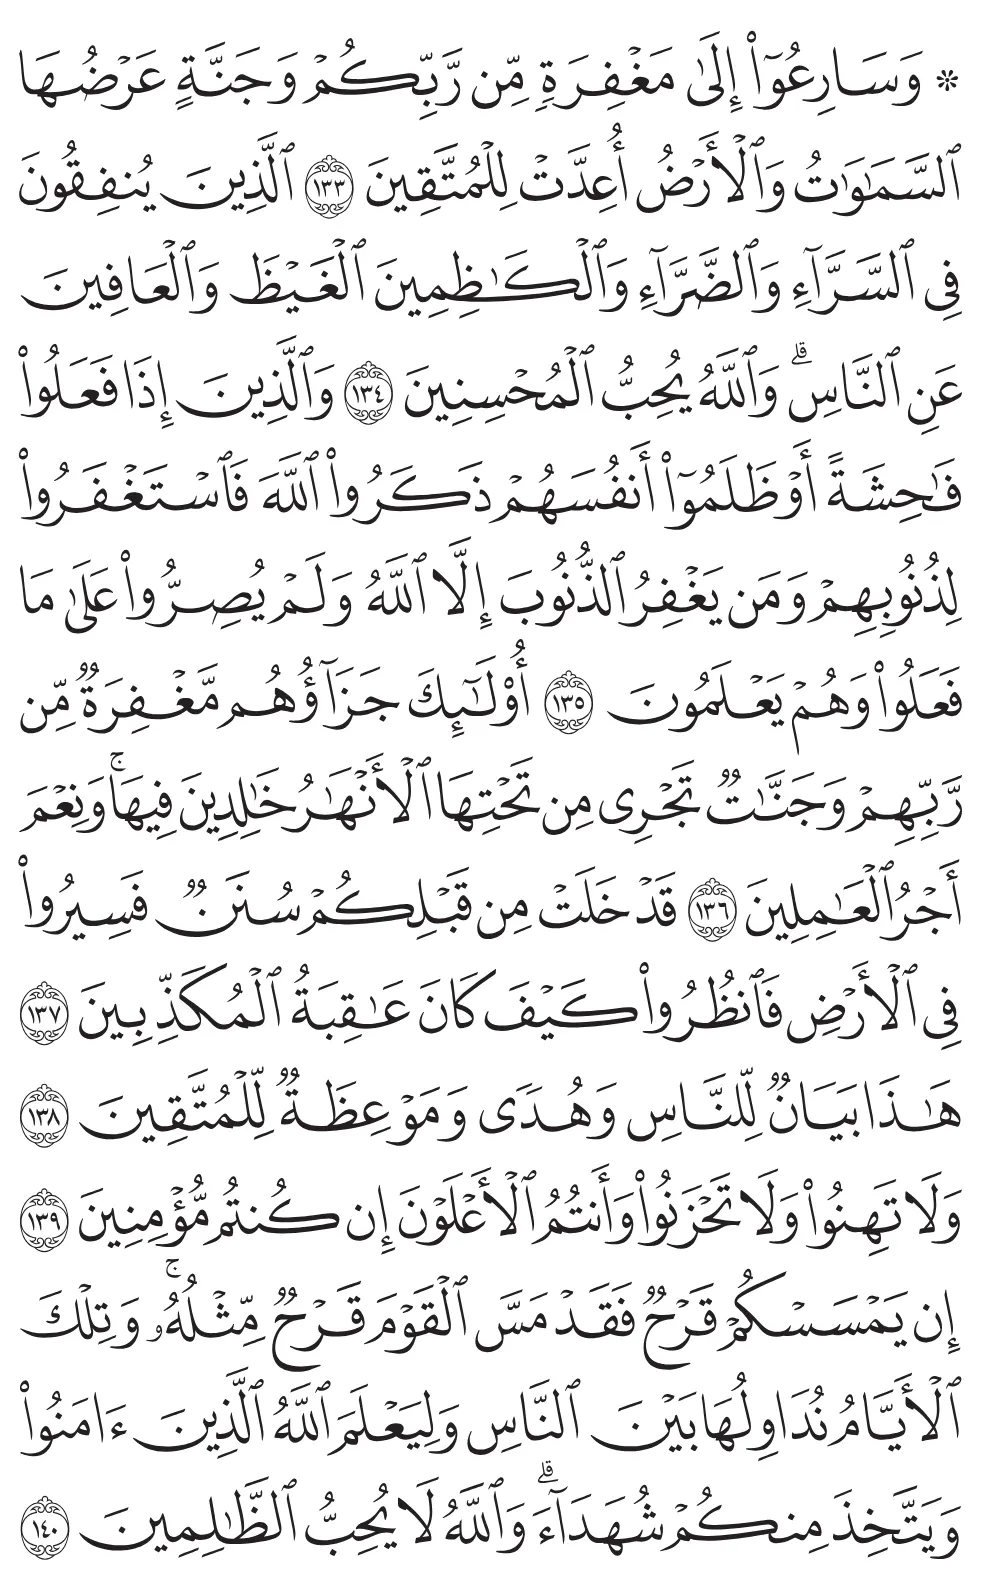 ۞ وَسَارِعُوٓا۟ إِلَىٰ مَغْفِرَةٍ مِّن رَّبِّكُمْ وَجَنَّةٍ عَرْضُهَا
ٱلسَّمَـٰوَٰتُ وَٱلْأَرْضُ أُعِدَّتْ لِلْمُتَّقِينَ ١٣٣ ٱلَّذِينَ يُنفِقُونَ
فِى ٱلسَّرَّآءِ وَٱلضَّرَّآءِ وَٱلْكَـٰظِمِينَ ٱلْغَيْظَ وَٱلْعَافِينَ
عَنِ ٱلنَّاسِ ۗ وَٱللَّهُ يُحِبُّ ٱلْمُحْسِنِينَ ١٣٤ وَٱلَّذِينَ إِذَا فَعَلُوا۟
فَـٰحِشَةً أَوْ ظَلَمُوٓا۟ أَنفُسَهُمْ ذَكَرُوا۟ ٱللَّهَ فَٱسْتَغْفَرُوا۟
لِذُنُوبِهِمْ وَمَن يَغْفِرُ ٱلذُّنُوبَ إِلَّا ٱللَّهُ وَلَمْ يُصِرُّوا۟ عَلَىٰ مَا
فَعَلُوا۟ وَهُمْ يَعْلَمُونَ ١٣٥ أُو۟لَـٰٓئِكَ جَزَآؤُهُم مَّغْفِرَةٌ مِّن
رَّبِّهِمْ وَجَنَّـٰتٌ تَجْرِى مِن تَحْتِهَا ٱلْأَنْهَـٰرُ خَـٰلِدِينَ فِيهَا ۚ وَنِعْمَ
أَجْرُ ٱلْعَـٰمِلِينَ ١٣٦ قَدْ خَلَتْ مِن قَبْلِكُمْ سُنَنٌ فَسِيرُوا۟
فِى ٱلْأَرْضِ فَٱنظُرُوا۟ كَيْفَ كَانَ عَـٰقِبَةُ ٱلْمُكَذِّبِينَ ١٣٧
هَـٰذَا بَيَانٌ لِّلنَّاسِ وَهُدًى وَمَوْعِظَةٌ لِّلْمُتَّقِينَ ١٣٨
وَلَا تَهِنُوا۟ وَلَا تَحْزَنُوا۟ وَأَنتُمُ ٱلْأَعْلَوْنَ إِن كُنتُم مُّؤْمِنِينَ ١٣٩
إِن يَمْسَسْكُمْ قَرْحٌ فَقَدْ مَسَّ ٱلْقَوْمَ قَرْحٌ مِّثْلُهُۥ ۚ وَتِلْكَ
ٱلْأَيَّامُ نُدَاوِلُهَا بَيْنَ ٱلنَّاسِ وَلِيَعْلَمَ ٱللَّهُ ٱلَّذِينَ ءَامَنُوا۟
وَيَتَّخِذَ مِنكُمْ شُهَدَآءَ ۗ وَٱللَّهُ لَا يُحِبُّ ٱلظَّـٰلِمِينَ ١٤٠